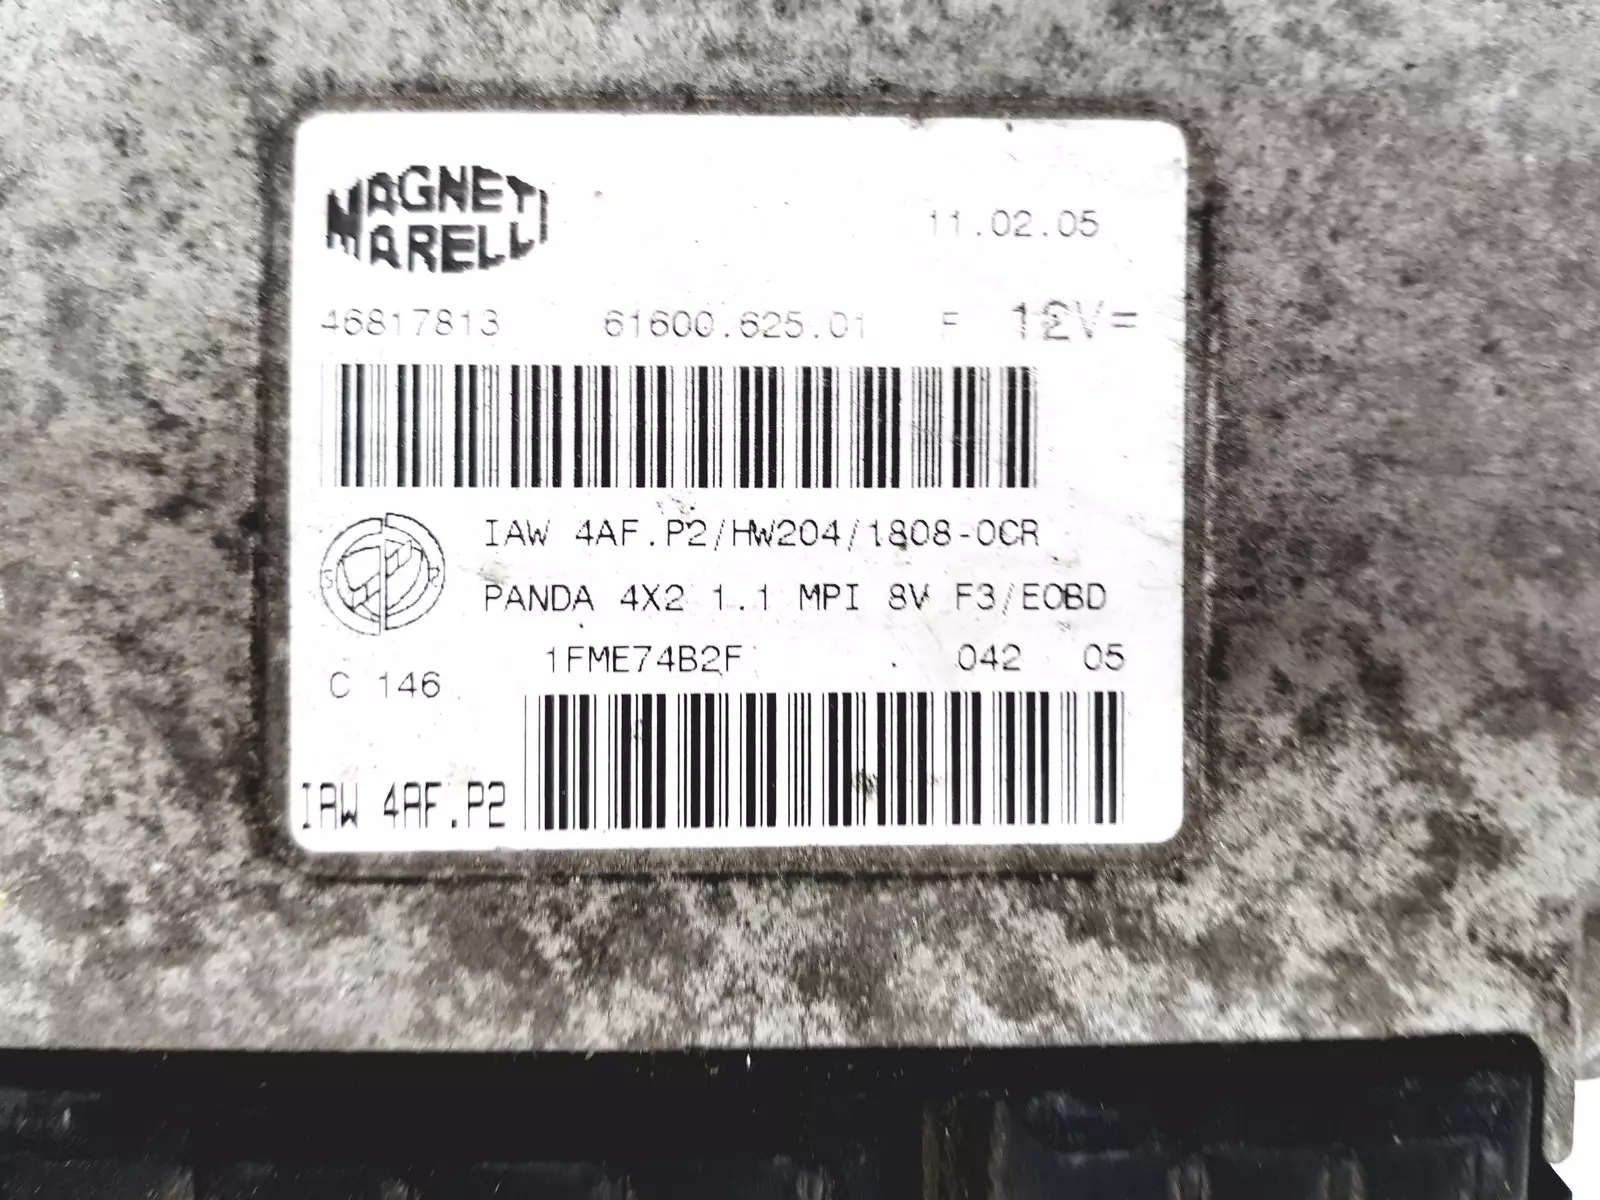 MAGNETI
MARELLI
11.02.05
46817813 61600.625.01 F 12V=
IAW 4AF.P2/HW204/1808-0CR
PANDA 4X2 1.1 MPI 8V F3/EOBD
1FME74B2F . 042 05
C 146
IAW 4AF.P2